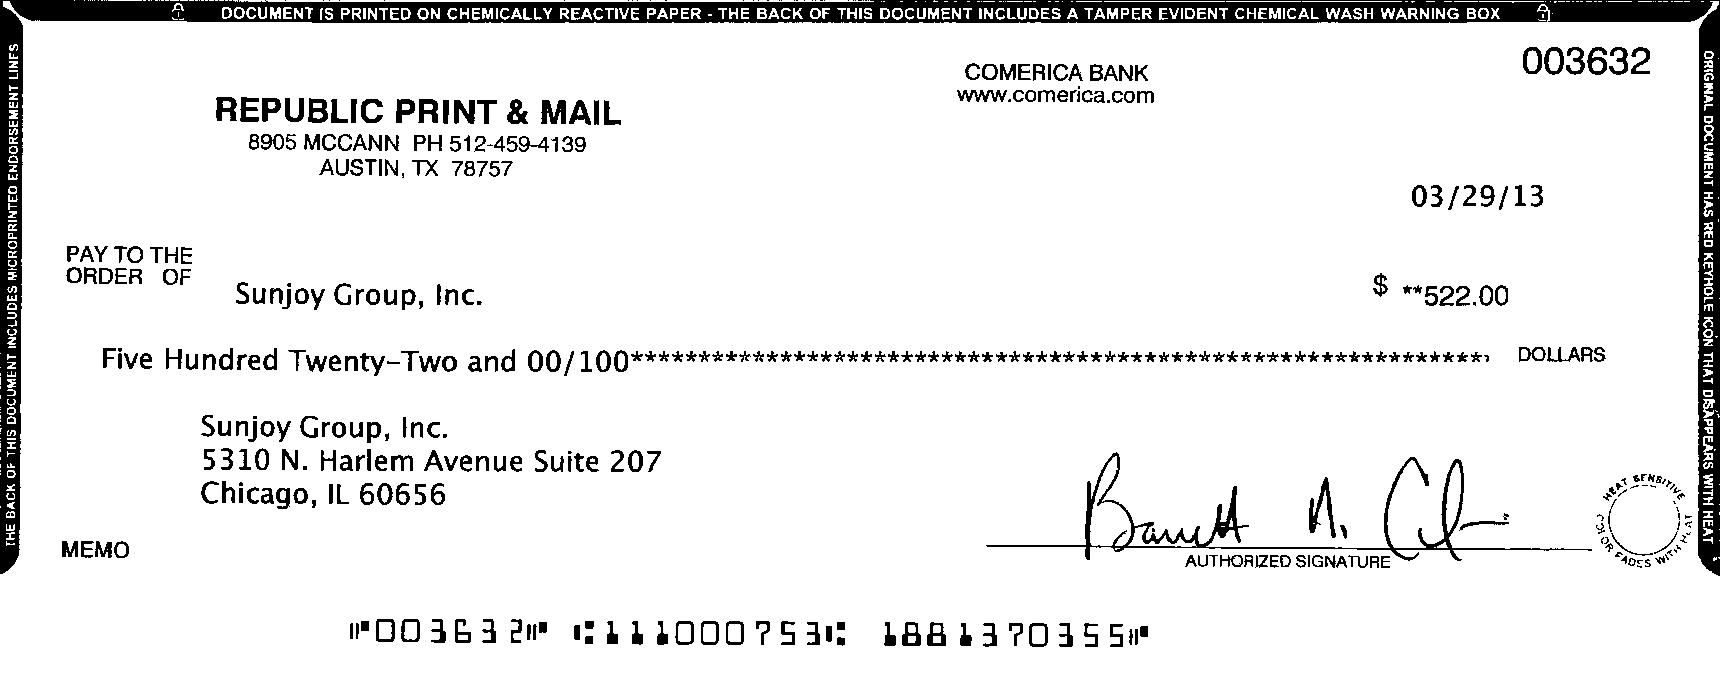 DOCUMENT IS PRINTED ON CHEMICALLY REACTIVE PAPER - THE BACK OF THIS DOCUMENT INCLUDES A TAMPER EVIDENT CHEMICAL WASH WARNING BOX
THE BACK OF THIS DOCUMENT INCLUDES MICROPRINTED ENDORSEMENT LINES
ORIGINAL DOCUMENT HAS RED KEYHOLE ICON THAT DISAPPEARS WITH HEAT
003632
COMERICA BANK
www.comerica.com
REPUBLIC PRINT & MAIL
8905 MCCANN PH 512-459-4139
AUSTIN, TX 78757
03/29/13
PAY TO THE
ORDER OF
Sunjoy Group, Inc.
$ **522.00
Five Hundred Twenty-Two and 00/100**************************************************************** DOLLARS
Sunjoy Group, Inc.
5310 N. Harlem Avenue Suite 207
Chicago, IL 60656
Barrett N.
MEMO
AUTHORIZED SIGNATURE
HEAT SENSITIVE
COLOR FADES WITH HEAT
⑈003632⑈ ⑆111000753⑆ 1881370355⑈